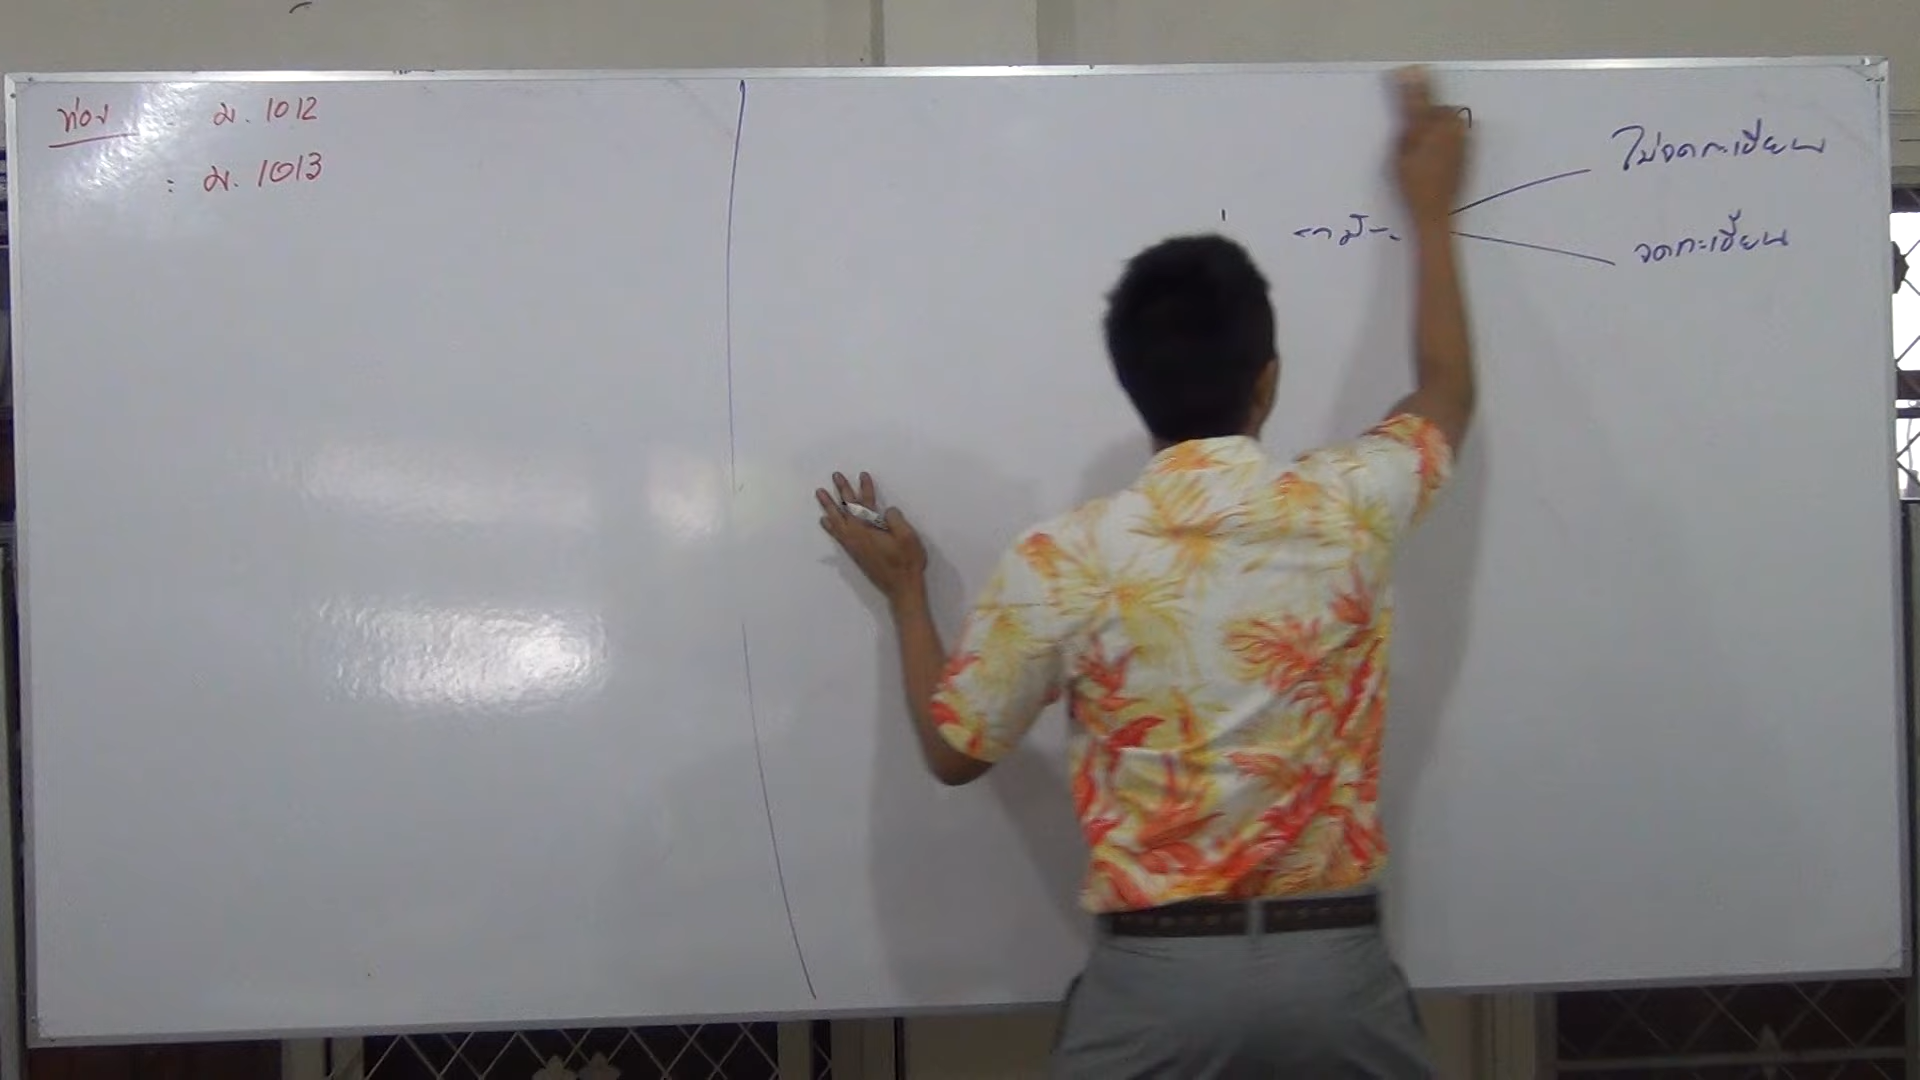 ท่อง : ม. 1012
: ม. 1013
ไม่จดทะเบียน
จดทะเบียน